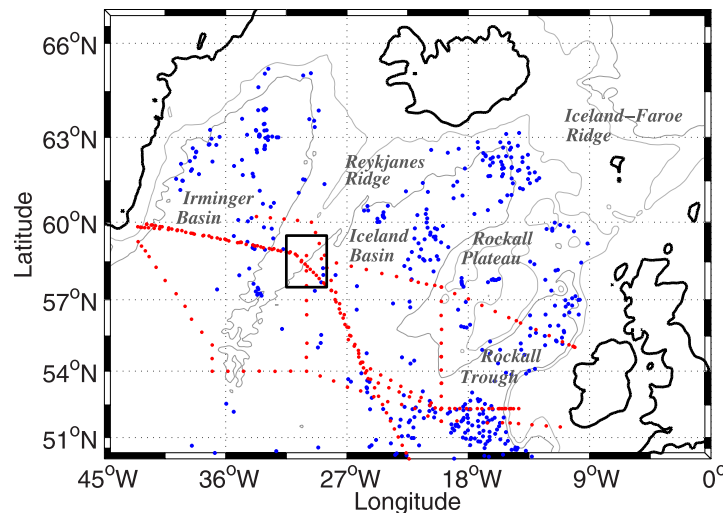 66°N
63°N
60°N
57°N
54°N
51°N
Latitude
Iceland−Faroe
Ridge
Reykjanes
Ridge
Irminger
Basin
Iceland
Basin
Rockall
Plateau
Rockall
Trough
45°W 36°W 27°W 18°W 9°W 0°
Longitude